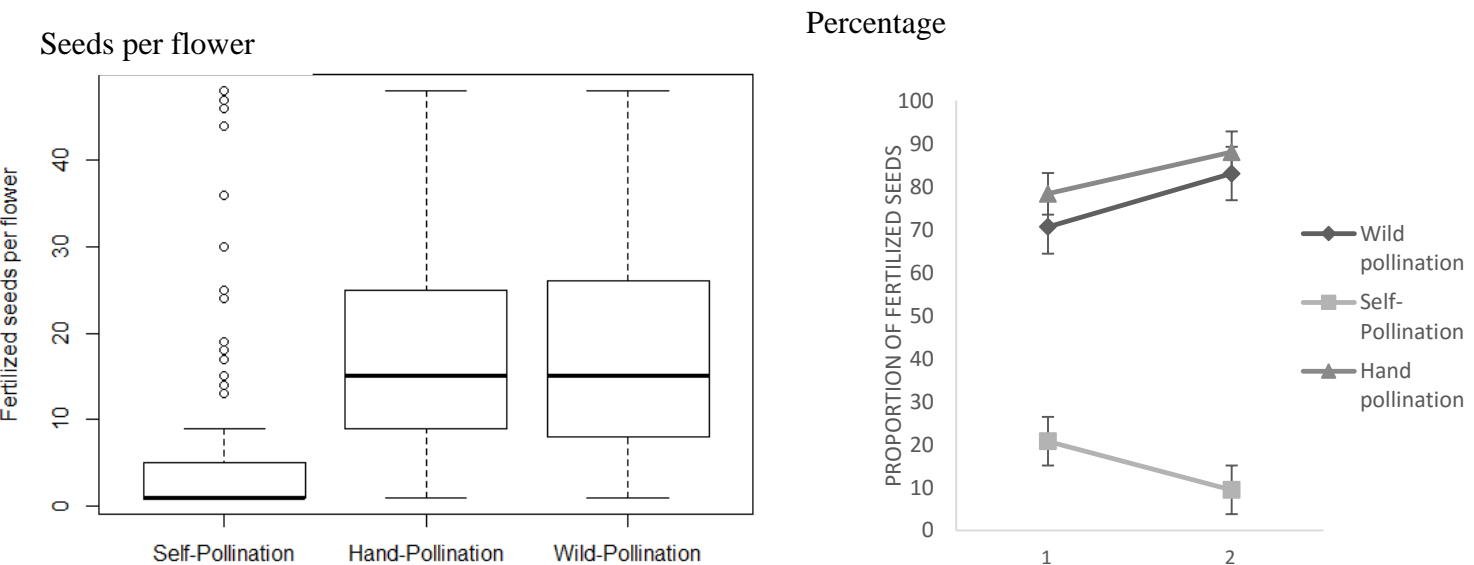 Seeds per flower
Fertilized seeds per flower
40
30
20
10
0
Self-Pollination
Hand-Pollination
Wild-Pollination
Percentage
PROPORTION OF FERTILIZED SEEDS
100
90
80
70
60
50
40
30
20
10
0
1
2
Wild
pollination
Self-
Pollination
Hand
pollination